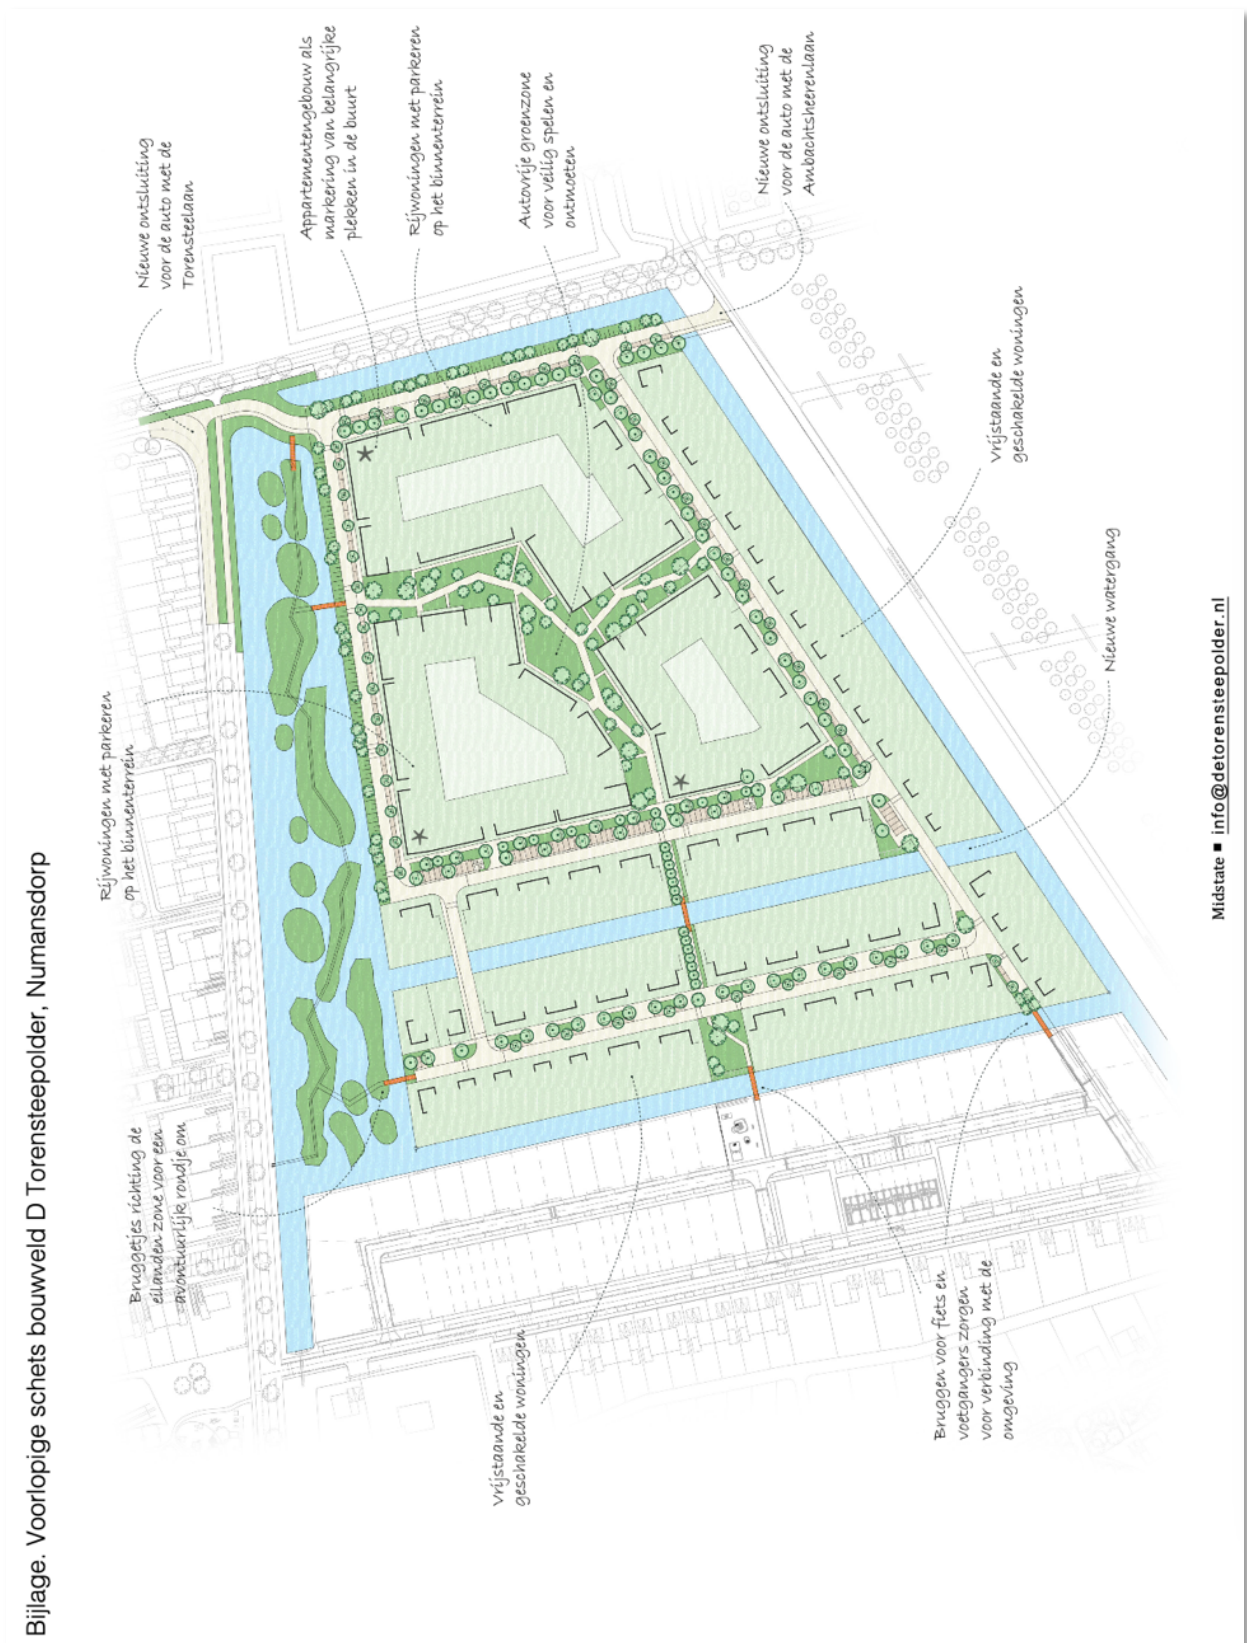 Bijlage. Voorlopige schets bouwveld D Torensteepolder, Numansdorp
Bruggetjes richting de
eilanden zone voor een
avontuurlijk rondje om
Rijwoningen met parkeren
op het binnenterrein
Nieuwe ontsluiting
voor de auto met de
Torensteelaan
Appartementengebouw als
markering van belangrijke
plekken in de buurt
Rijwoningen met parkeren
op het binnenterrein
Autovrije groenzone
voor veilig spelen en
ontmoeten
Nieuwe ontsluiting
voor de auto met de
Ambachtsheerenlaan
Vrijstaande en
geschakelde woningen
Bruggen voor fiets en
voetgangers zorgen
voor verbinding met de
omgeving
Nieuwe watergang
Vrijstaande en
geschakelde woningen
Midstate ▪ info@detorensteepolder.nl